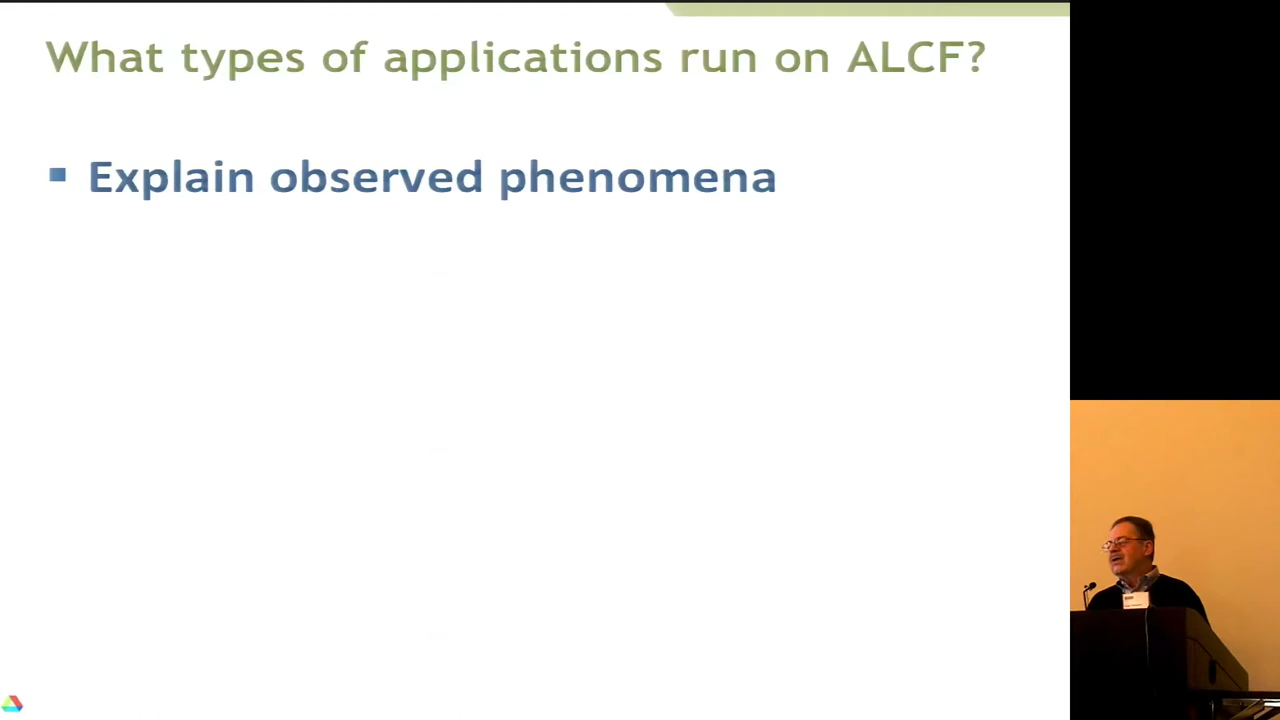 What types of applications run on ALCF?
Explain observed phenomena